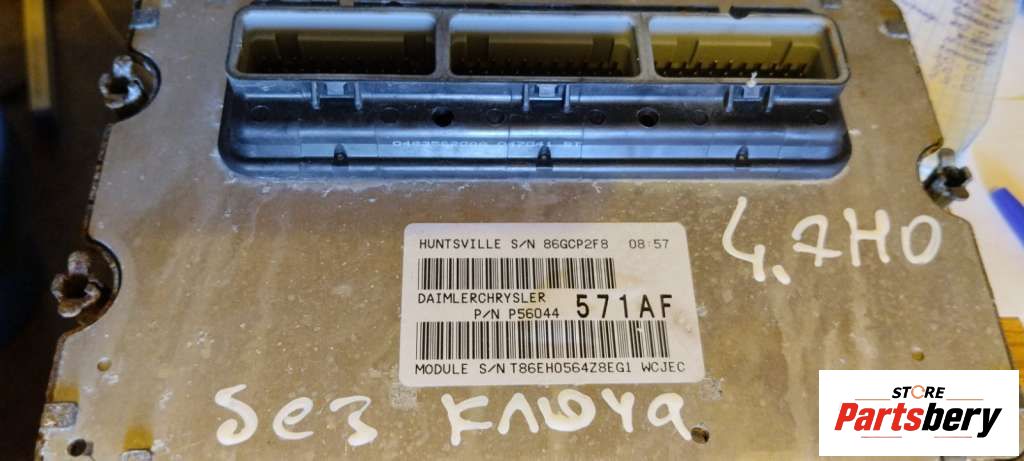 HUNTSVILLE S/N 86GCP2F8 08:57
DAIMLERCHRYSLER
P/N P56044 571AF
MODULE S/N T86EH0564Z8EG1 WCJEC
4.7HO
без ключа
STORE
Partsbery